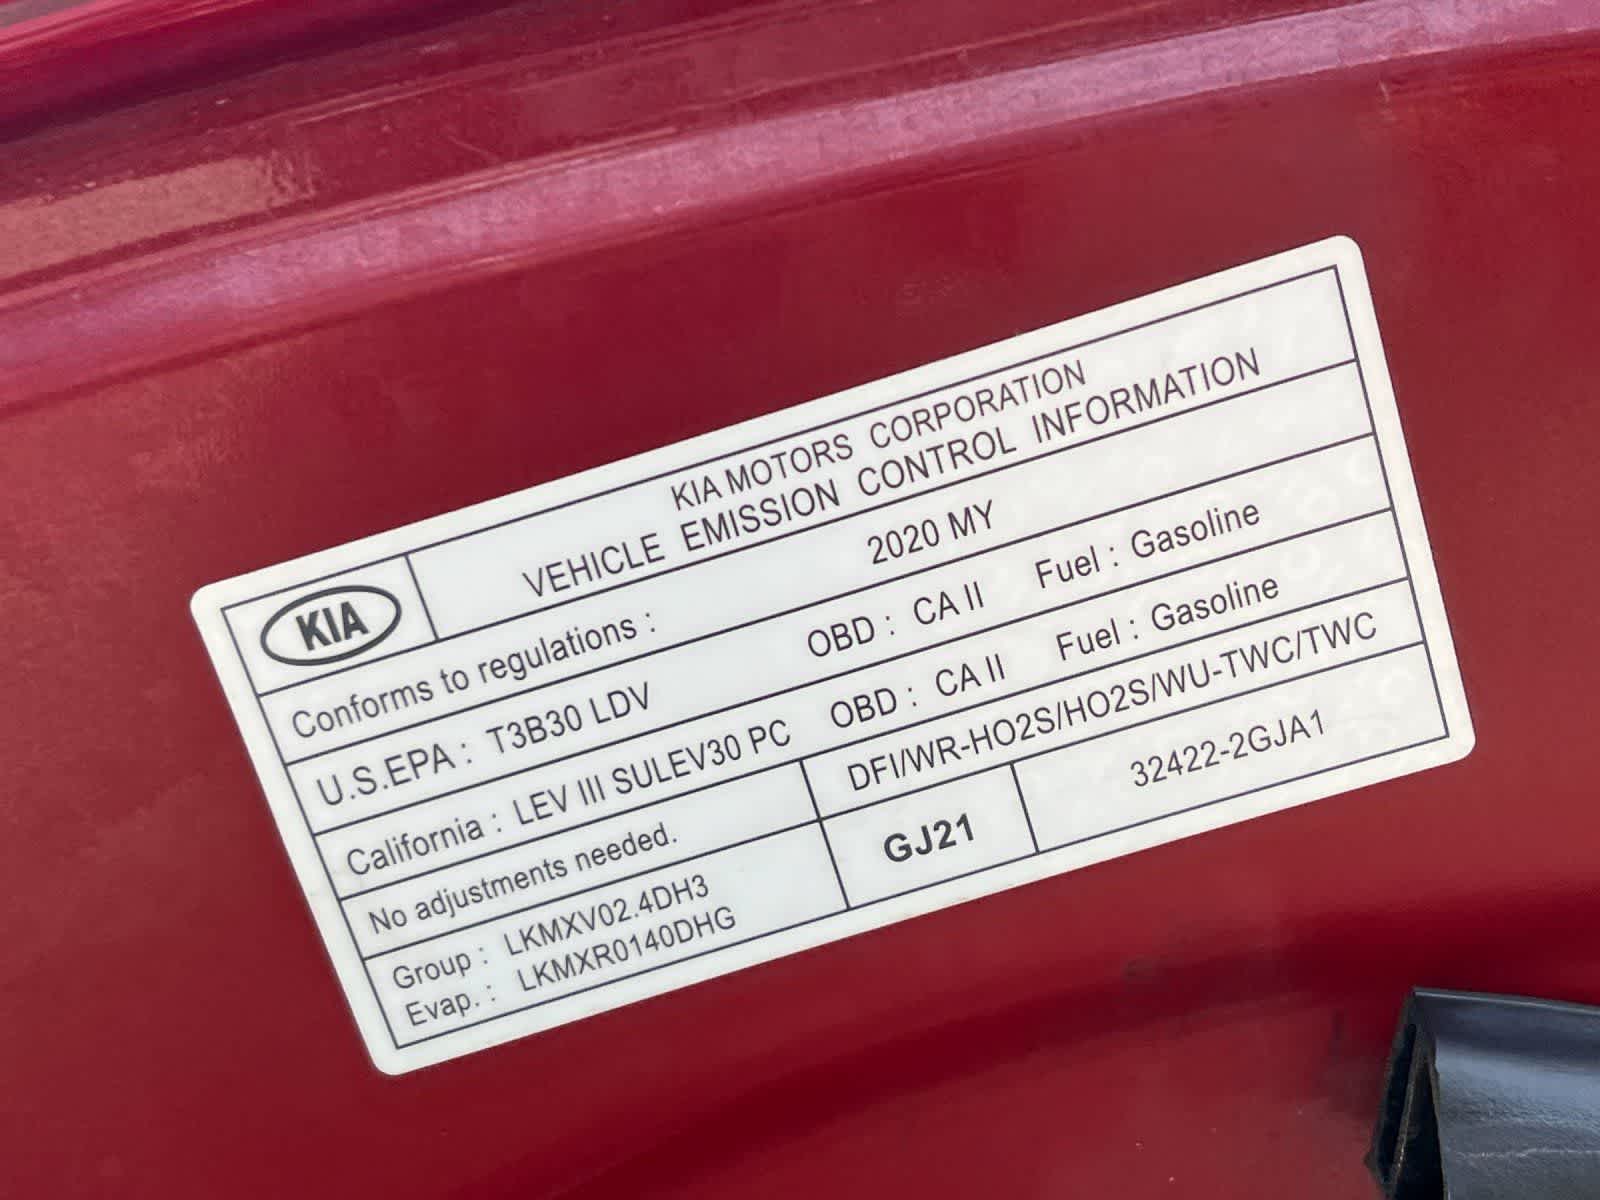 KIA
KIA MOTORS CORPORATION
VEHICLE EMISSION CONTROL INFORMATION
Conforms to regulations : 2020 MY
U.S.EPA : T3B30 LDV OBD : CA II Fuel : Gasoline
California : LEV III SULEV30 PC OBD : CA II Fuel : Gasoline
No adjustments needed. DFI/WR-HO2S/HO2S/WU-TWC/TWC
Group : LKMXV02.4DH3
Evap. : LKMXR0140DHG
GJ21
32422-2GJA1